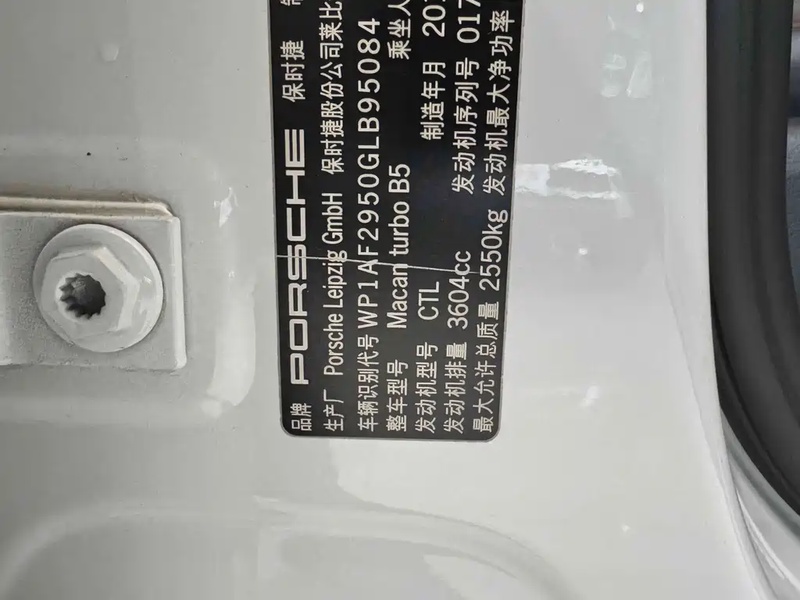 品牌 PORSCHE 保时捷
生产厂 Porsche Leipzig GmbH 保时捷股份公司莱比
车辆识别代号 WP1AF2950GLB95084
整车型号 Macan turbo B5 乘坐人
发动机型号 CTL 制造年月 201
发动机排量 3604cc 发动机序列号 017
最大允许总质量 2550kg 发动机最大净功率